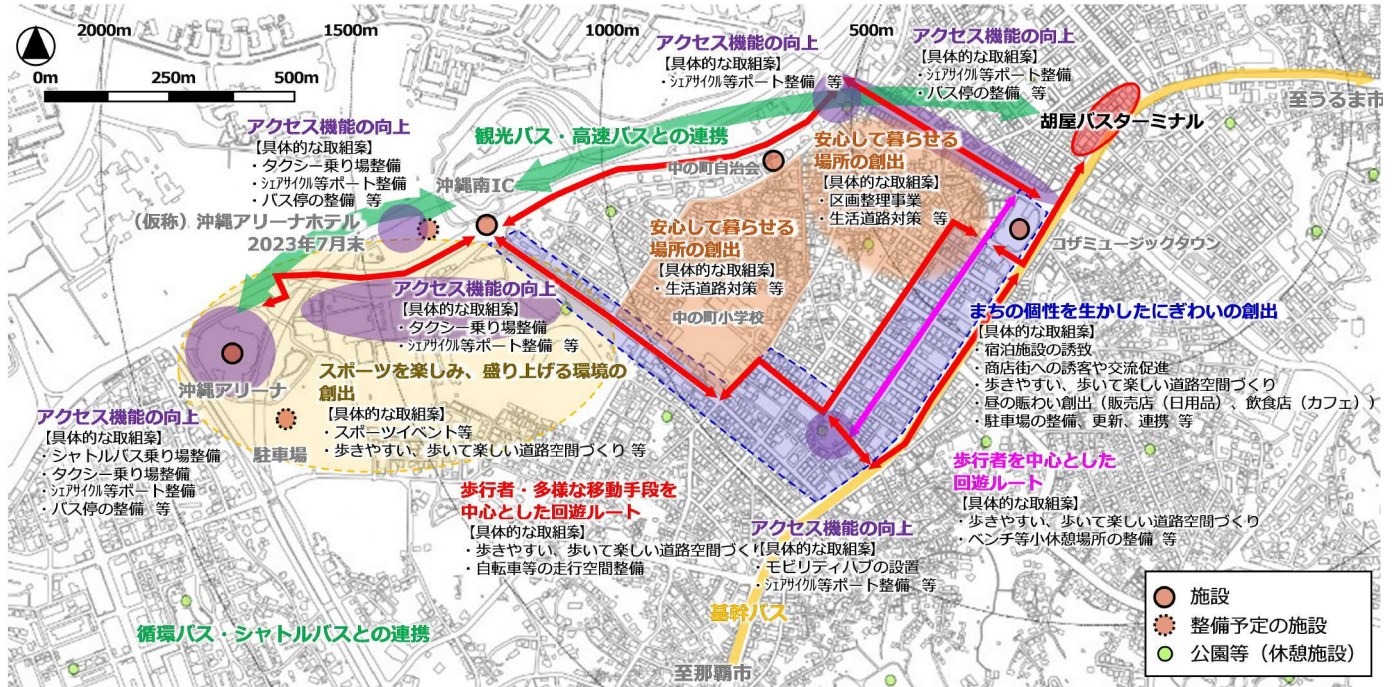 2000m
1500m
1000m
500m
0m
250m
500m
アクセス機能の向上
【具体的な取組案】
・ｼｪｱｻｲｸﾙ等ポート整備　等
アクセス機能の向上
【具体的な取組案】
・ｼｪｱｻｲｸﾙ等ポート整備
・バス停の整備　等
至うるま市
胡屋バスターミナル
アクセス機能の向上
【具体的な取組案】
・タクシー乗り場整備
・ｼｪｱｻｲｸﾙ等ポート整備
・バス停の整備　等
観光バス・高速バスとの連携
沖縄南IC
（仮称）沖縄アリーナホテル
2023年7月末
中の町自治会
安心して暮らせる
場所の創出
【具体的な取組案】
・区画整理事業
・生活道路対策　等
安心して暮らせる
場所の創出
【具体的な取組案】
・生活道路対策　等
中の町小学校
コザミュージックタウン
アクセス機能の向上
【具体的な取組案】
・タクシー乗り場整備
・ｼｪｱｻｲｸﾙ等ポート整備　等
まちの個性を生かしたにぎわいの創出
【具体的な取組案】
・宿泊施設の誘致
・商店街への誘客や交流促進
・歩きやすい、歩いて楽しい道路空間づくり
・昼の賑わい創出（販売店（日用品）、飲食店（カフェ））
・駐車場の整備、更新、連携　等
沖縄アリーナ
スポーツを楽しみ、盛り上げる環境の
創出
【具体的な取組案】
・スポーツイベント等
・歩きやすい、歩いて楽しい道路空間づくり 等
駐車場
アクセス機能の向上
【具体的な取組案】
・シャトルバス乗り場整備
・タクシー乗り場整備
・ｼｪｱｻｲｸﾙ等ポート整備
・バス停の整備　等
歩行者・多様な移動手段を
中心とした回遊ルート
【具体的な取組案】
・歩きやすい、歩いて楽しい道路空間づくり
・自転車等の走行空間整備
歩行者を中心とした
回遊ルート
【具体的な取組案】
・歩きやすい、歩いて楽しい道路空間づくり
・ベンチ等小休憩場所の整備　等
アクセス機能の向上
【具体的な取組案】
・モビリティハブの設置
・ｼｪｱｻｲｸﾙ等ポート整備　等
基幹バス
循環バス・シャトルバスとの連携
至那覇市
施設
整備予定の施設
公園等（休憩施設）